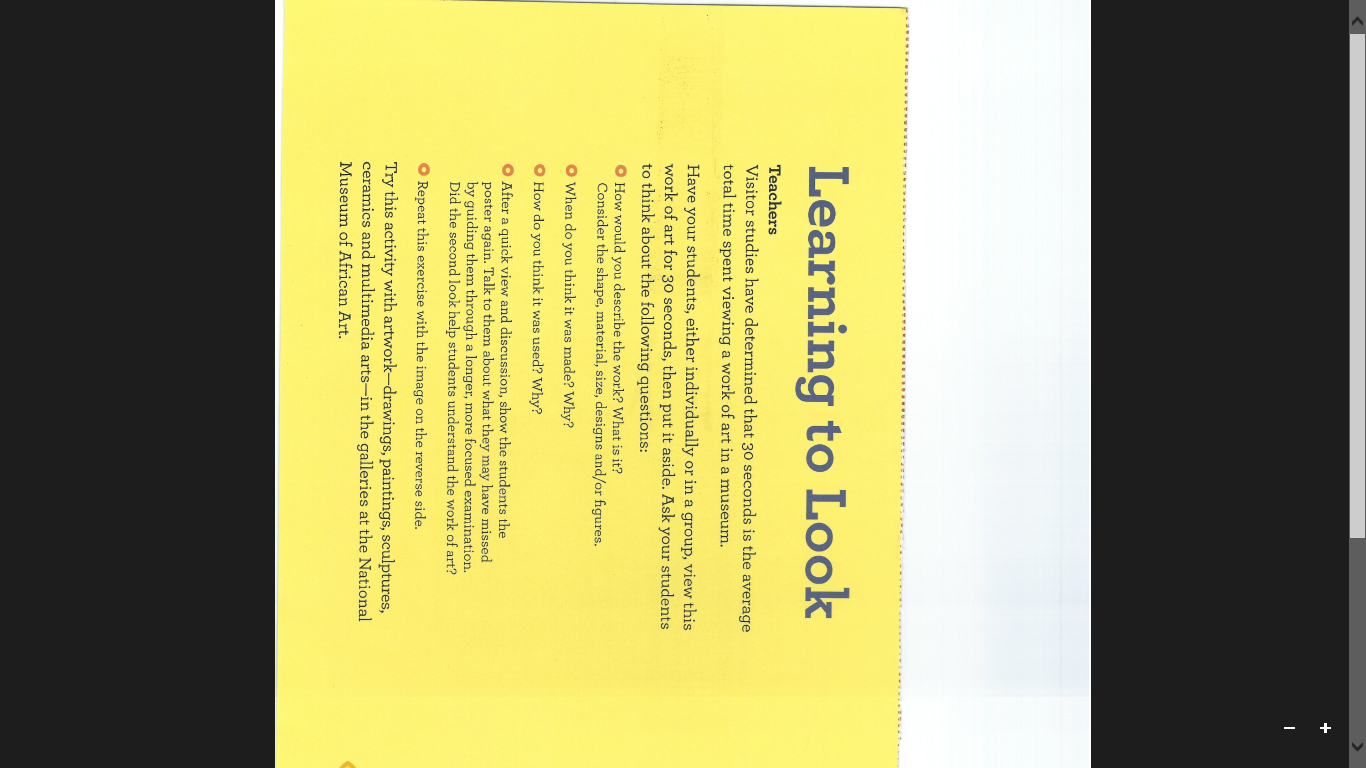 Learning to Look
Teachers
Visitor studies have determined that 30 seconds is the average
total time spent viewing a work of art in a museum.
Have your students, either individually or in a group, view this
work of art for 30 seconds, then put it aside. Ask your students
to think about the following questions:
How would you describe the work? What is it?
Consider the shape, material, size, designs and/or figures.
When do you think it was made? Why?
How do you think it was used? Why?
After a quick view and discussion, show the students the
poster again. Talk to them about what they may have missed
by guiding them through a longer, more focused examination.
Did the second look help students understand the work of art?
Repeat this exercise with the image on the reverse side.
Try this activity with artwork—drawings, paintings, sculptures,
ceramics and multimedia arts—in the galleries at the National
Museum of African Art.